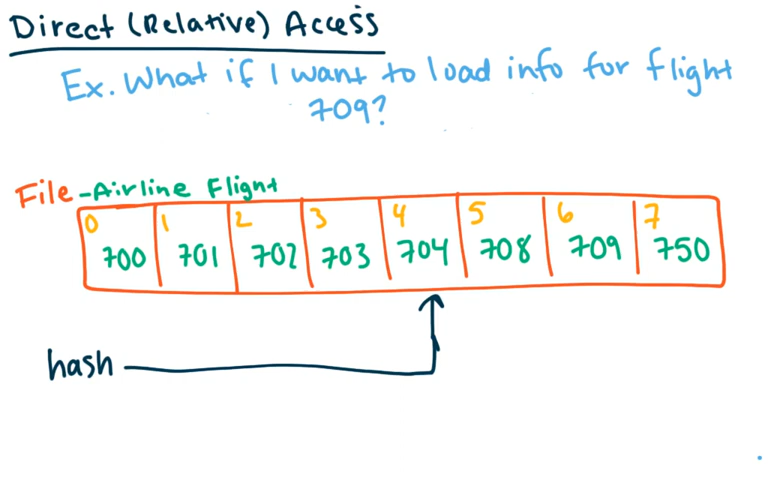 Direct (Relative) Access
Ex. What if I want to load info for flight
709?
File - Airline Flight
0 1 2 3 4 5 6 7
700 701 702 703 704 708 709 750
hash